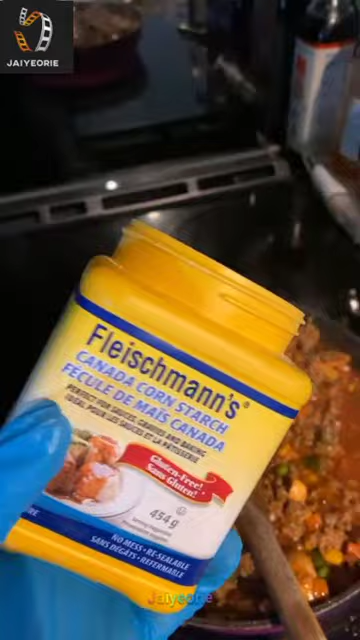 JAIYEORIE
Fleischmann's®
CANADA CORN STARCH
FÉCULE DE MAÏS CANADA
PERFECT FOR SAUCES, GRAVIES AND BAKING
IDÉAL POUR LES SAUCES ET LA PÂTISSERIE
Gluten-Free!
Sans Gluten!
454 g
NO MESS • RE-SEALABLE
SANS DÉGÂTS • REFERMABLE
Jaiyeorie